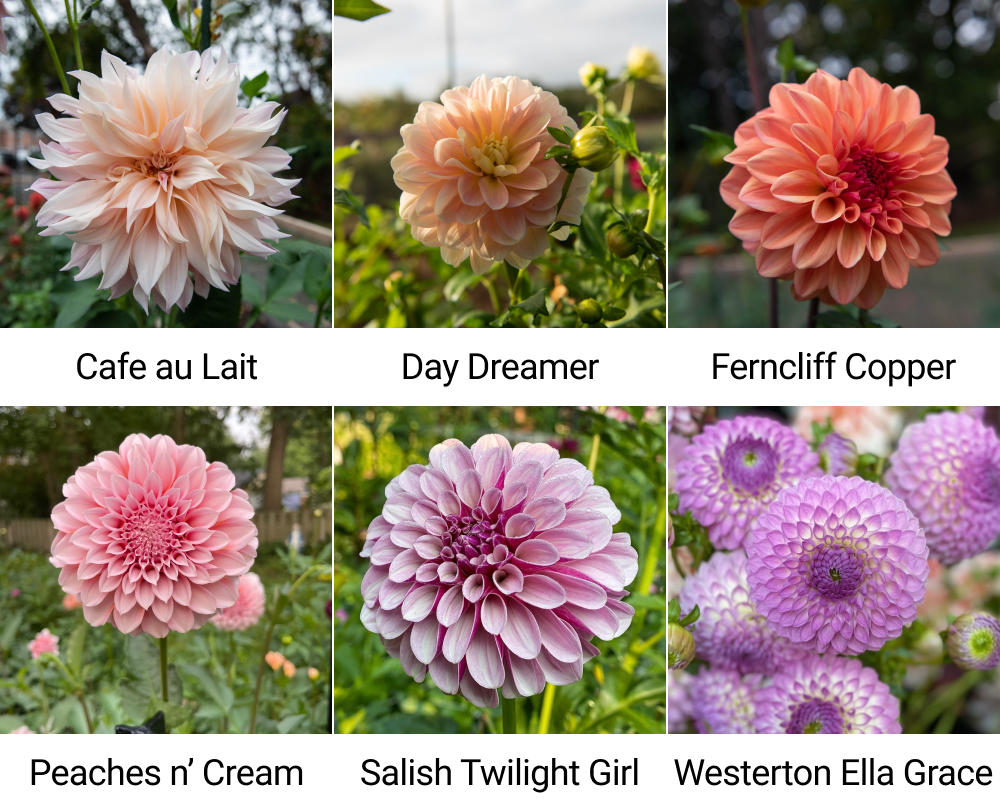 Cafe au Lait
Day Dreamer
Ferncliff Copper
Peaches n’ Cream
Salish Twilight Girl
Westerton Ella Grace